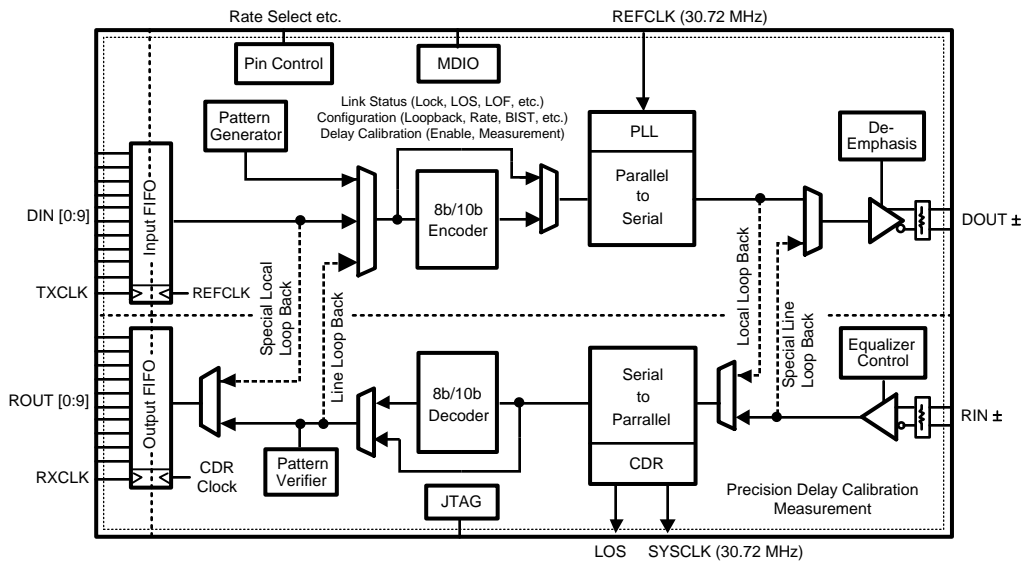 Rate Select etc.
REFCLK (30.72 MHz)
Pin Control
MDIO
Link Status (Lock, LOS, LOF, etc.)
Configuration (Loopback, Rate, BIST, etc.)
Delay Calibration (Enable, Measurement)
Pattern
Generator
PLL
Parallel
to
Serial
De-
Emphasis
Input FIFO
DIN [0:9]
8b/10b
Encoder
DOUT ±
TXCLK
REFCLK
Special Local
Loop Back
Line Loop Back
Local Loop Back
Special Line
Loop Back
Equalizer
Control
Output FIFO
ROUT [0:9]
8b/10b
Decoder
Serial
to
Parrallel
RIN ±
RXCLK
CDR
Clock
Pattern
Verifier
CDR
JTAG
Precision Delay Calibration
Measurement
LOS
SYSCLK (30.72 MHz)